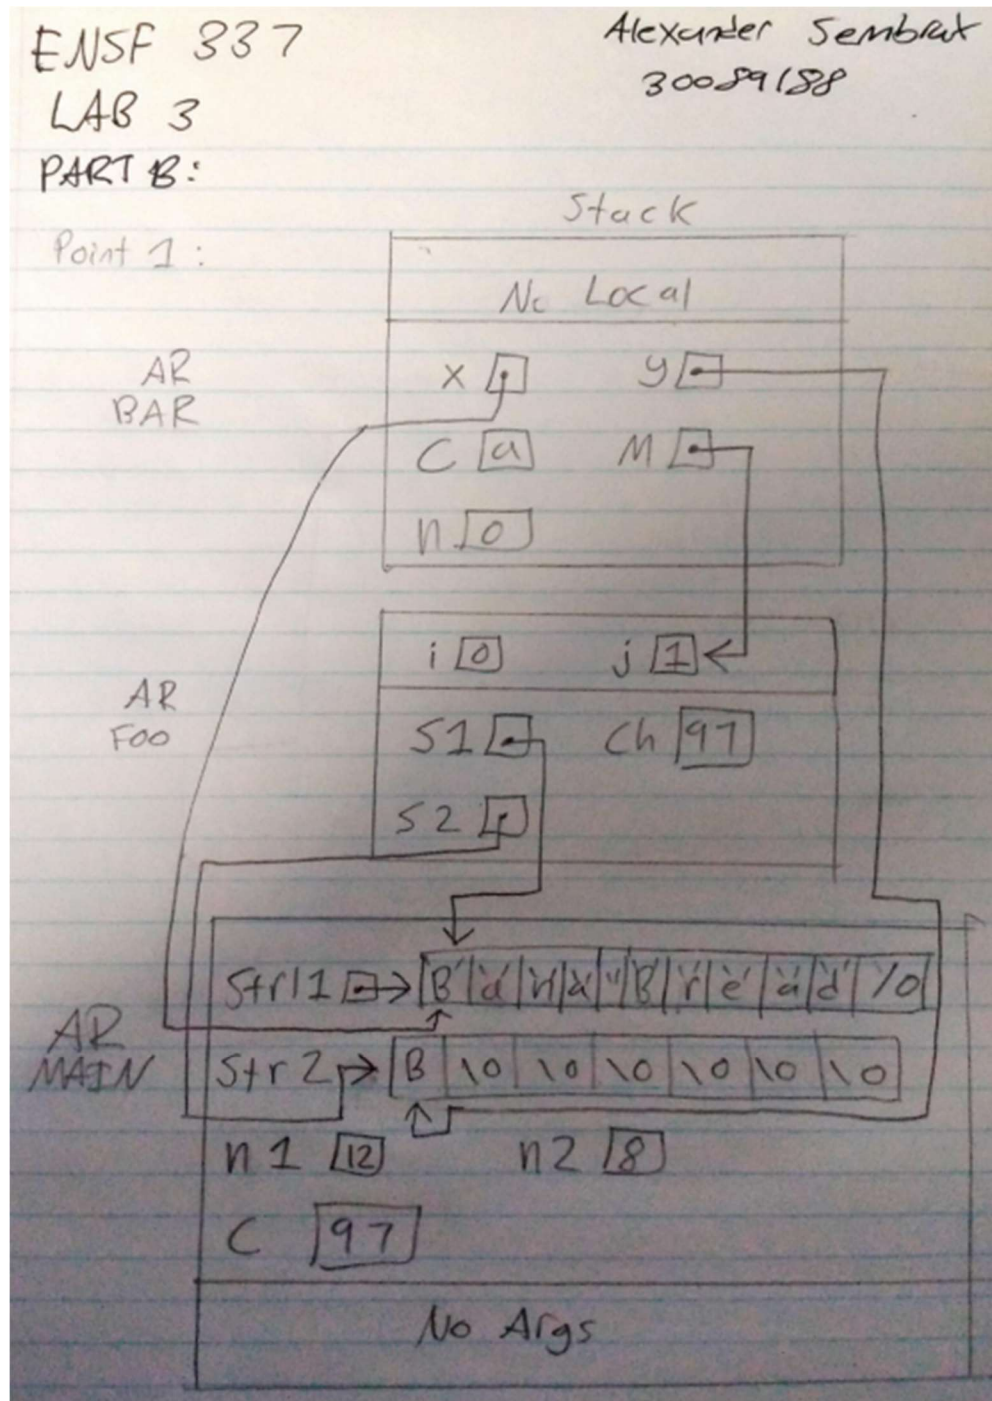 ENSF 337
Alexander Sembrat
30089188
LAB 3
PART B:
Stack
Point 1:
No Local
AR
BAR
x y
C a M
n 0
i 0 j 1
AR
FOO
S1 Ch 97
S2
Str11 'B' 'a' 'n' 'a' '' 'B' 'r' 'e' 'a' 'd' \0
AR
MAIN
Str2 B \0 \0 \0 \0 \0 \0
n1 12 n2 8
C 97
No Args